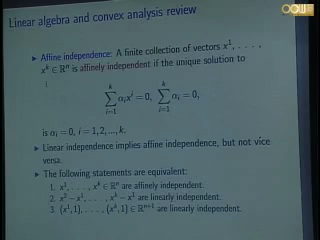 Linear algebra and convex analysis review
▶ Affine independence: A finite collection of vectors x¹, . . . ,
xᵏ ∈ ℝⁿ is affinely independent if the unique solution to
∑ᵢ₌₁ᵏ αᵢxⁱ = 0, ∑ᵢ₌₁ᵏ αᵢ = 0,
is αᵢ = 0, i = 1, 2, ..., k.
▶ Linear independence implies affine independence, but not vice
versa.
▶ The following statements are equivalent:
1. x¹, . . . , xᵏ ∈ ℝⁿ are affinely independent.
2. x² − x¹, . . . , xᵏ − x¹ are linearly independent.
3. (x¹, 1), . . . , (xᵏ, 1) ∈ ℝⁿ⁺¹ are linearly independent.